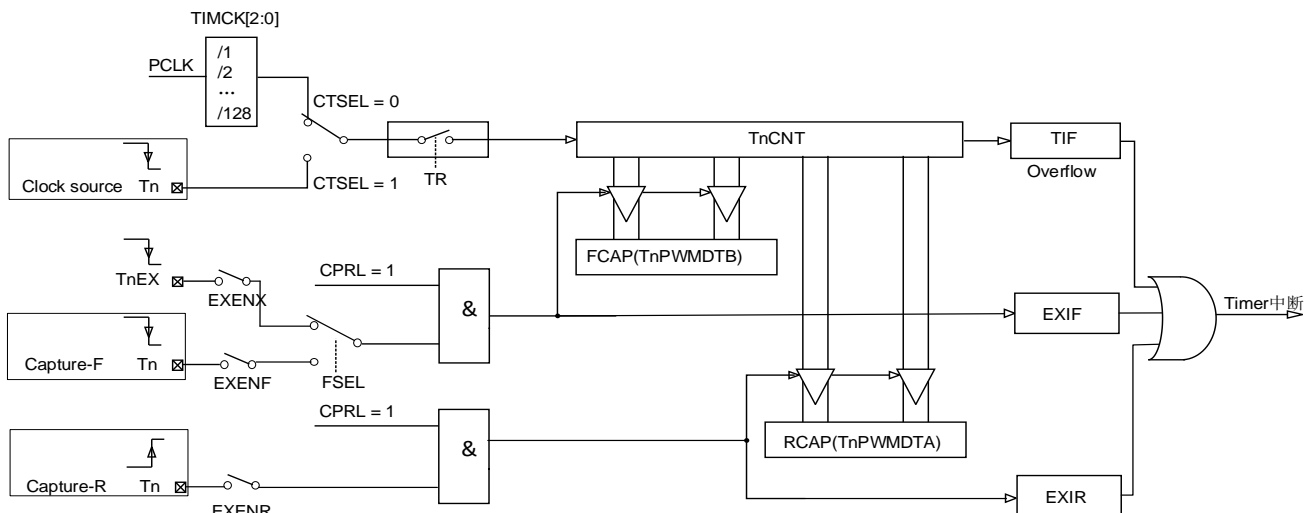 TIMCK[2:0]
/1
/2
...
/128
PCLK
CTSEL = 0
Clock source Tn
CTSEL = 1
TR
TnCNT
TIF
Overflow
FCAP(TnPWMDTB)
TnEX
EXENX
CPRL = 1
&
EXIF
Timer中断
Capture-F Tn
EXENF
FSEL
CPRL = 1
&
RCAP(TnPWMDTA)
Capture-R Tn
EXENR
EXIR